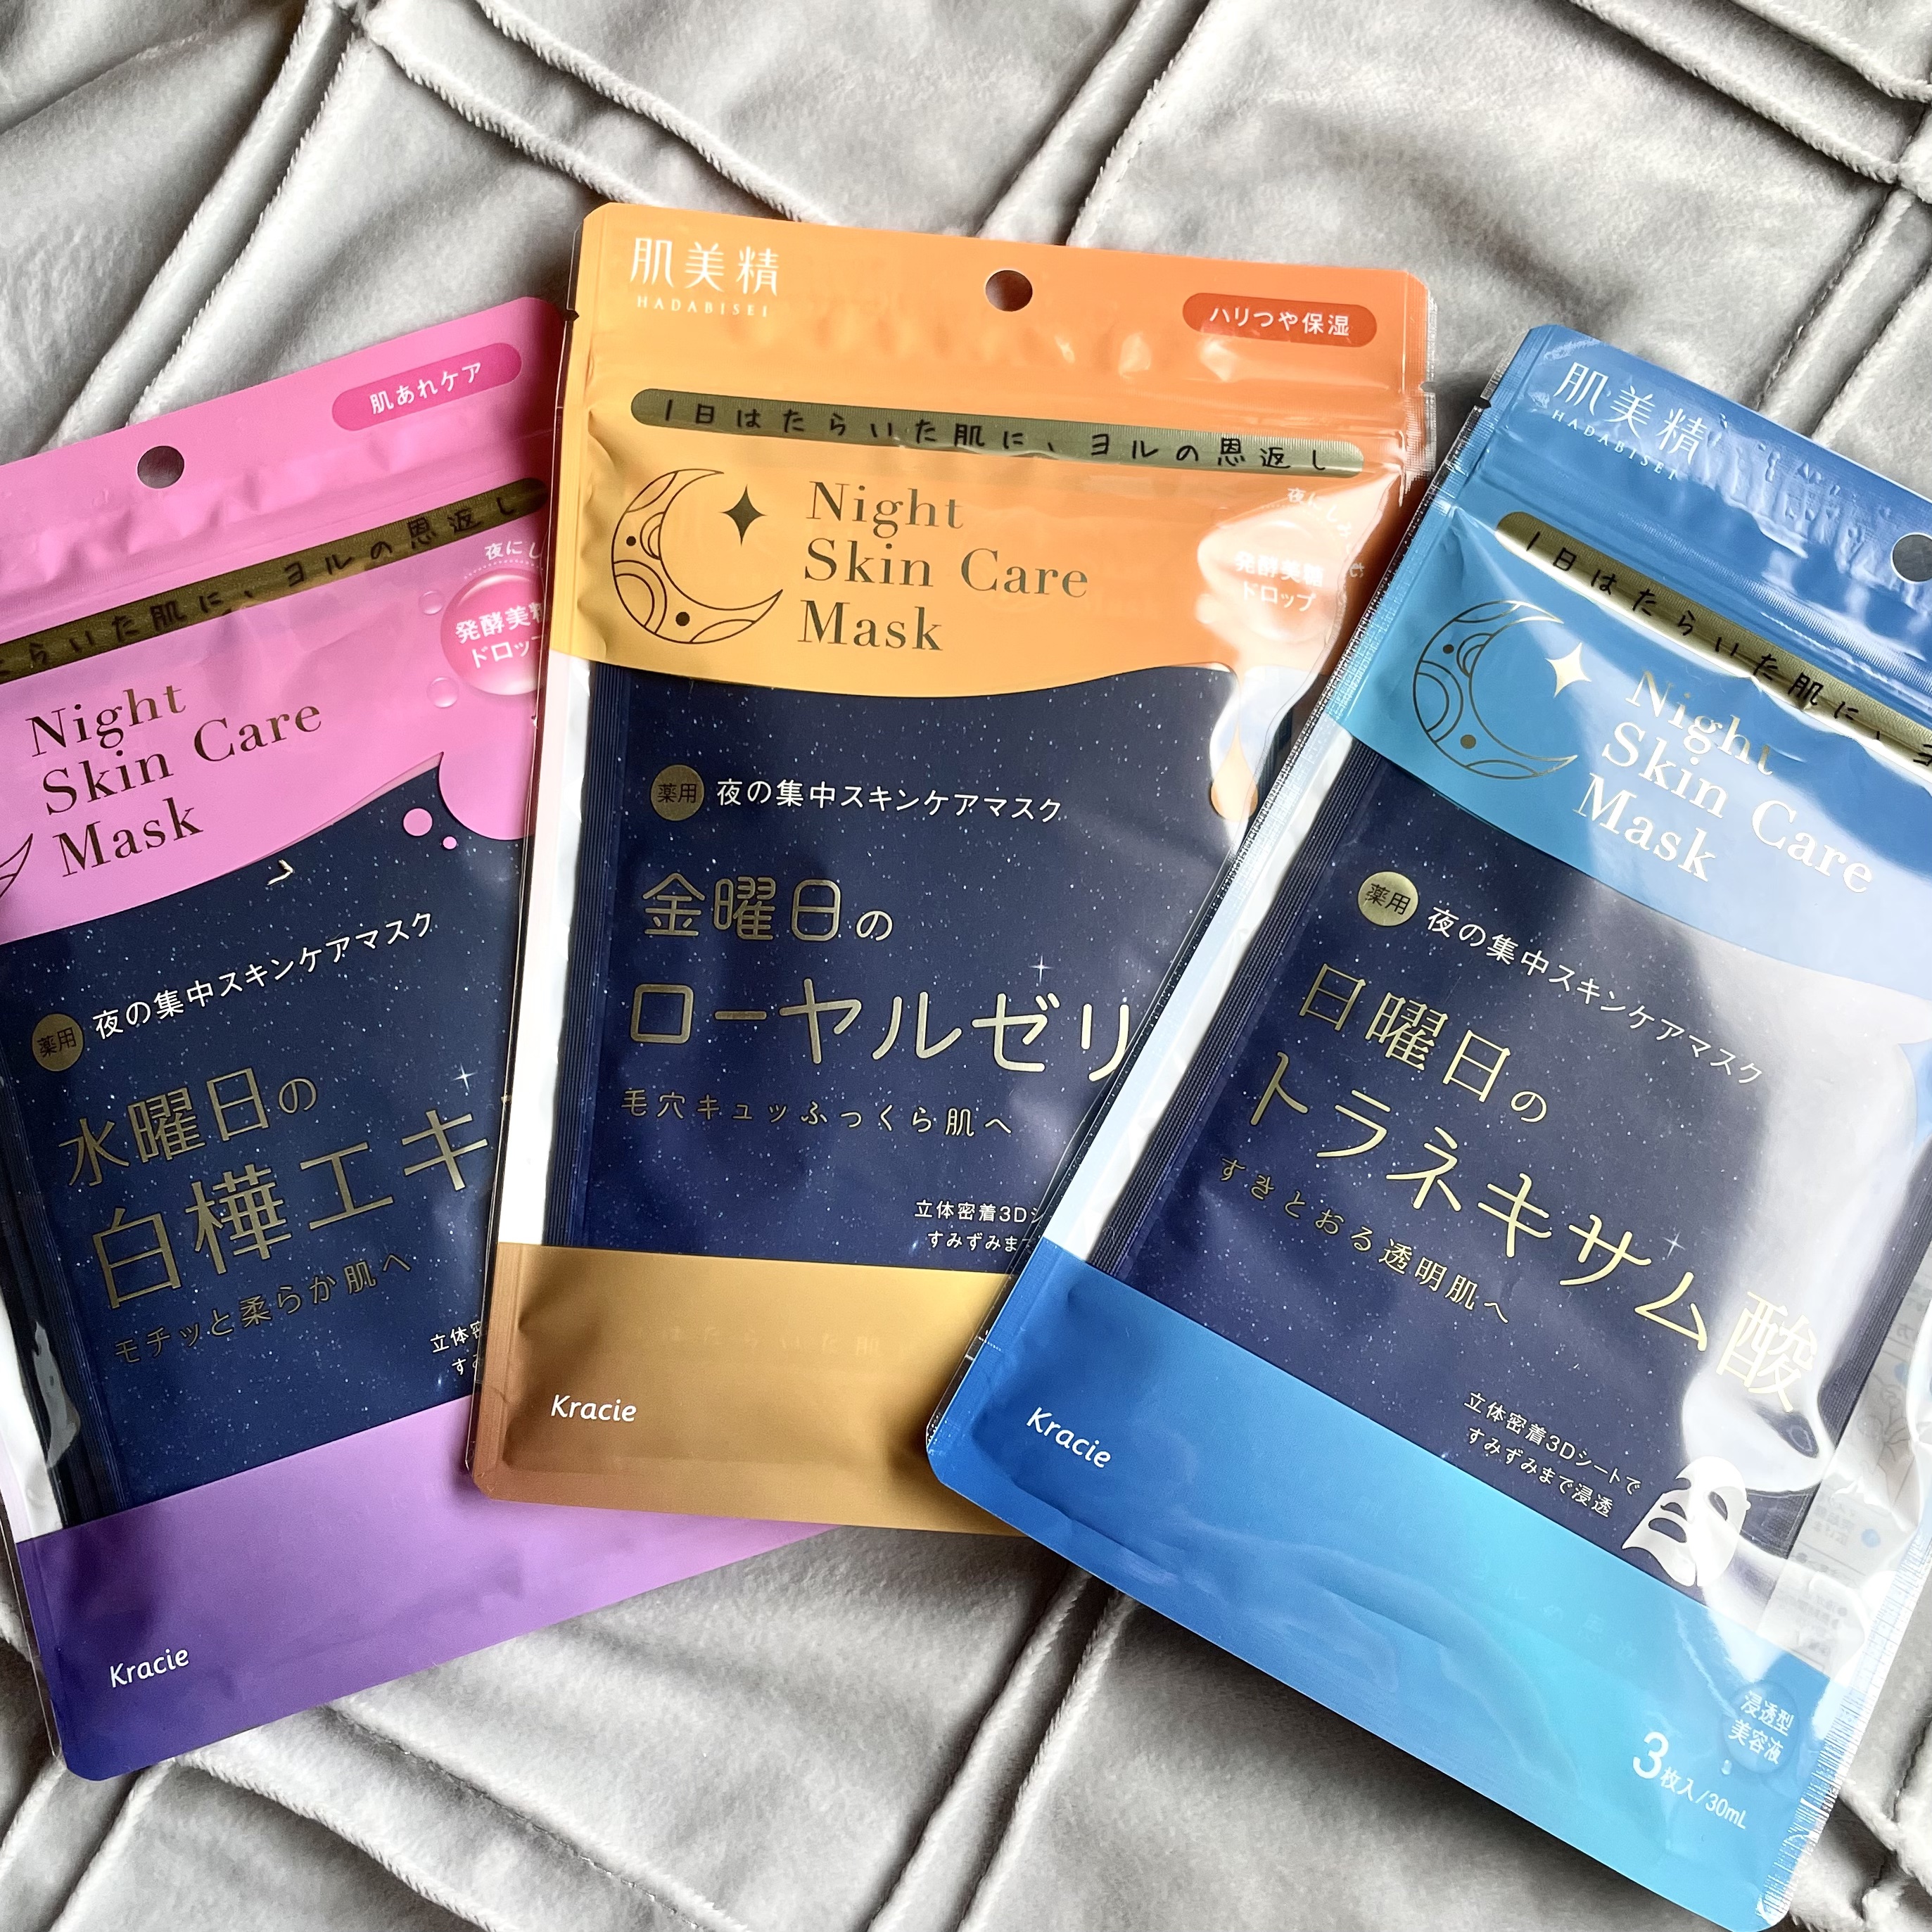 肌あれケア
らいた肌に、ヨルの恩返し
夜にし
発酵美
ドロッ
Night
Skin Care
Mask
薬用
夜の集中スキンケアマスク
水曜日の
白樺エキ
モチッと柔らか肌へ
立体密
すみ
Kracie
肌美精
HADABISEI
ハリつや保湿
1日はたらいた肌に、ヨルの恩返し
Night
Skin Care
Mask
発酵美糖
ドロップ
薬用
夜の集中スキンケアマスク
金曜日の
ローヤルゼリ
毛穴キュッふっくら肌へ
立体密着3D
すみずみま
Kracie
肌美精
HADABISEI
1日はたらいた肌に、ヨ
Night
Skin Care
Mask
薬用
夜の集中スキンケアマスク
日曜日の
トラネキサム酸
すきとおる透明肌へ
立体密着3Dシートで
すみずみまで浸透
Kracie
浸透型
美容液
3枚入/30mL